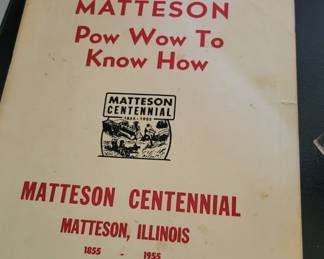 MATTESON
Pow Wow To
Know How
MATTESON
CENTENNIAL
1855 - 1955
MATTESON CENTENNIAL
MATTESON, ILLINOIS
1855 - 1955